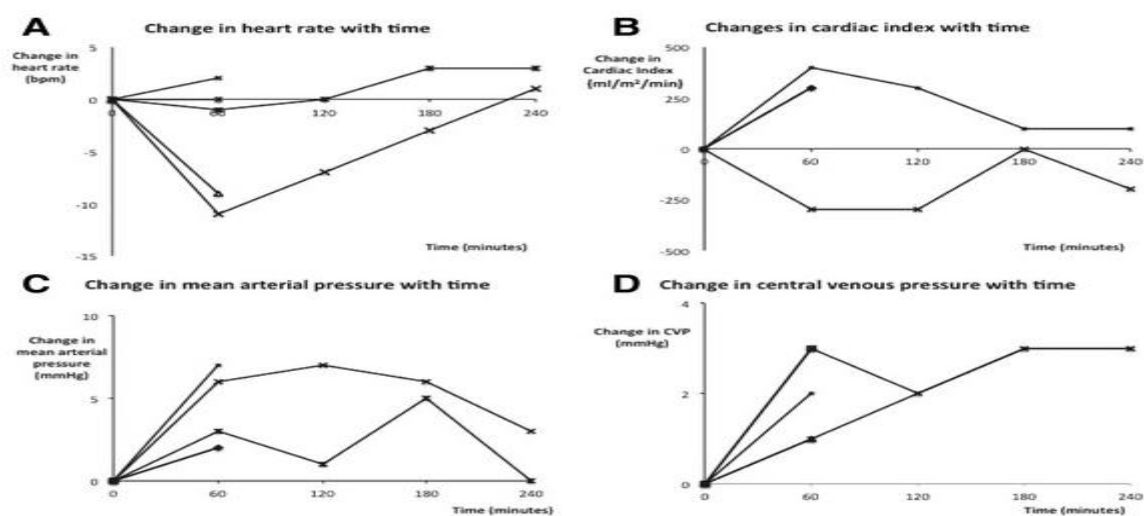 A
Change in heart rate with time
Change in
heart rate
(bpm)
5
0
-5
-10
-15
0
60
120
180
240
Time (minutes)
B
Changes in cardiac index with time
Change in
Cardiac Index
(ml/m²/min)
500
250
0
-250
-500
0
60
120
180
240
Time (minutes)
C
Change in mean arterial pressure with time
Change in
mean arterial
pressure
(mmHg)
10
5
0
0
60
120
180
240
Time (minutes)
D
Change in central venous pressure with time
Change in CVP
(mmHg)
4
2
0
0
60
120
180
240
Time (minutes)